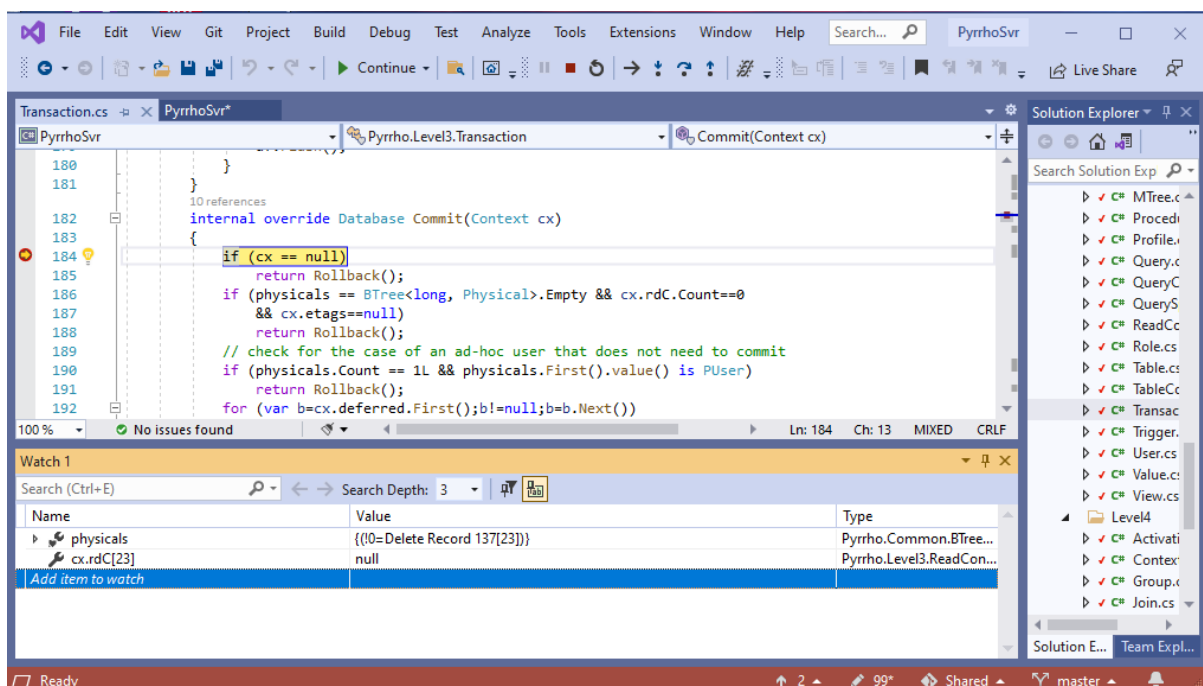 File Edit View Git Project Build Debug Test Analyze Tools Extensions Window Help Search... PyrrhoSvr
Continue Live Share
Transaction.cs PyrrhoSvr*
PyrrhoSvr Pyrrho.Level3.Transaction Commit(Context cx)
180 }
181 }
10 references
182 internal override Database Commit(Context cx)
183 {
184 if (cx == null)
185 return Rollback();
186 if (physicals == BTree<long, Physical>.Empty && cx.rdC.Count==0
187 && cx.etags==null)
188 return Rollback();
189 // check for the case of an ad-hoc user that does not need to commit
190 if (physicals.Count == 1L && physicals.First().value() is PUser)
191 return Rollback();
192 for (var b=cx.deferred.First();b!=null;b=b.Next())
100 % No issues found Ln: 184 Ch: 13 MIXED CRLF
Watch 1
Search (Ctrl+E) Search Depth: 3
Name Value Type
physicals {(!0=Delete Record 137[23])} Pyrrho.Common.BTree...
cx.rdC[23] null Pyrrho.Level3.ReadCon...
Add item to watch
Solution Explorer
Search Solution Exp
C# MTree.c
C# Procedu
C# Profile.
C# Query.c
C# QueryC
C# QueryS
C# ReadCo
C# Role.cs
C# Table.cs
C# TableCo
C# Transac
C# Trigger.
C# User.cs
C# Value.cs
C# View.cs
Level4
C# Activati
C# Context
C# Group.c
C# Join.cs
Solution E... Team Expl...
Ready 2 99* Shared master